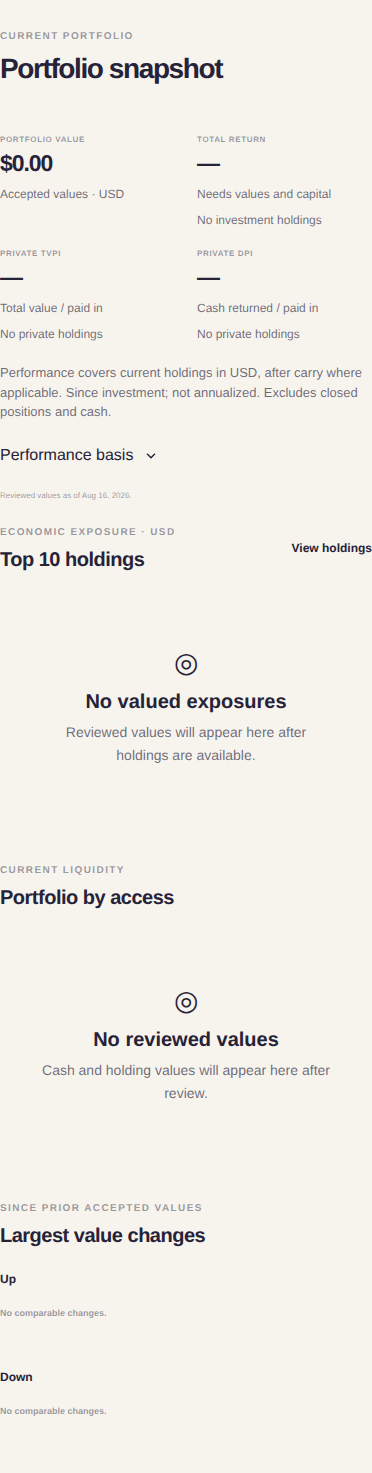 CURRENT PORTFOLIO
Portfolio snapshot
PORTFOLIO VALUE
$0.00
Accepted values · USD
TOTAL RETURN
—
Needs values and capital
No investment holdings
PRIVATE TVPI
—
Total value / paid in
No private holdings
PRIVATE DPI
—
Cash returned / paid in
No private holdings
Performance covers current holdings in USD, after carry where
applicable. Since investment; not annualized. Excludes closed
positions and cash.
Performance basis
Reviewed values as of Aug 16, 2026.
ECONOMIC EXPOSURE · USD
Top 10 holdings
View holdings
No valued exposures
Reviewed values will appear here after
holdings are available.
CURRENT LIQUIDITY
Portfolio by access
No reviewed values
Cash and holding values will appear here after
review.
SINCE PRIOR ACCEPTED VALUES
Largest value changes
Up
No comparable changes.
Down
No comparable changes.